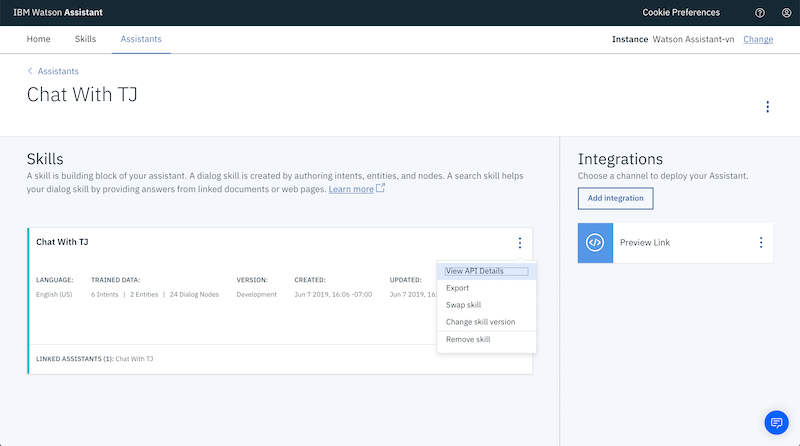 IBM Watson Assistant
Cookie Preferences
Home Skills Assistants
Instance Watson Assistant-vn Change
Assistants
Chat With TJ
Skills
A skill is building block of your assistant. A dialog skill is created by authoring intents, entities, and nodes. A search skill helps
your dialog skill by providing answers from linked documents or web pages. Learn more
Chat With TJ
LANGUAGE: TRAINED DATA: VERSION: CREATED: UPDATED:
English (US) 6 Intents | 2 Entities | 24 Dialog Nodes Development Jun 7 2019, 16:06 -07:00 Jun 7 2019, 16:
LINKED ASSISTANTS (1): Chat With TJ
View API Details
Export
Swap skill
Change skill version
Remove skill
Integrations
Choose a channel to deploy your Assistant.
Add integration
Preview Link